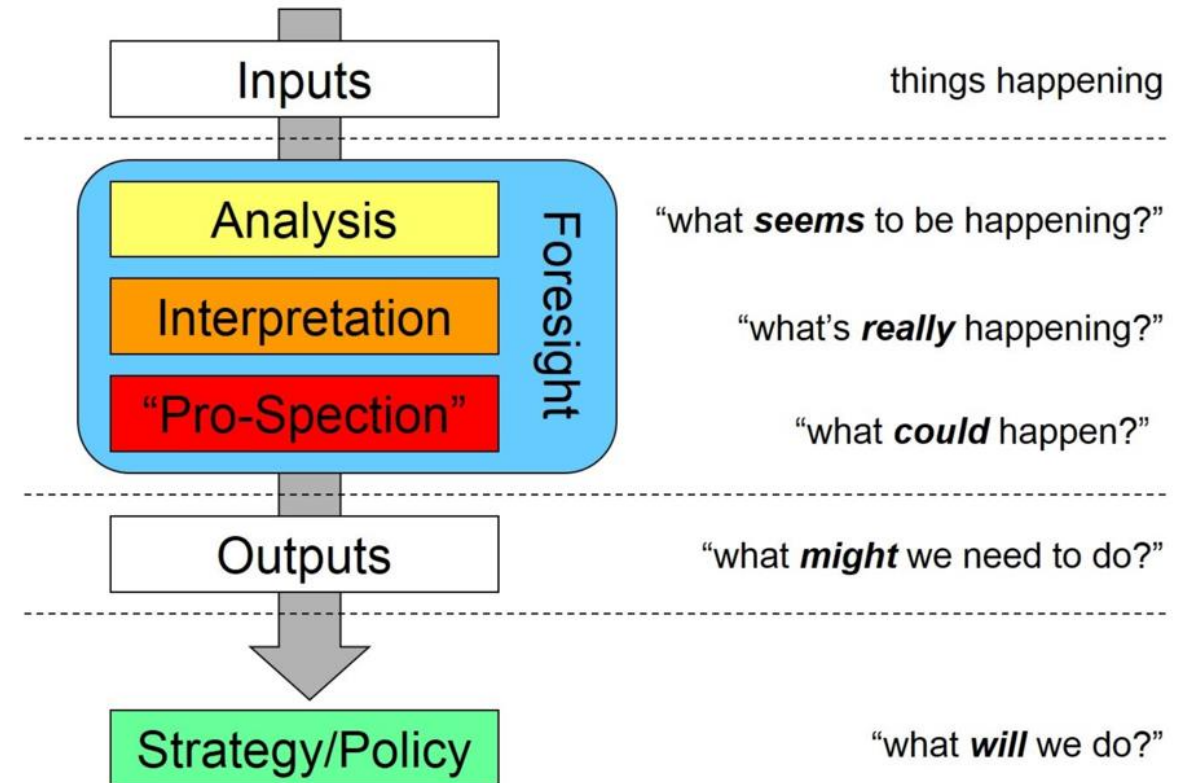 Inputs
things happening
Analysis
“what seems to be happening?”
Interpretation
“what’s really happening?”
“Pro-Spection”
“what could happen?”
Foresight
Outputs
“what might we need to do?”
Strategy/Policy
“what will we do?”